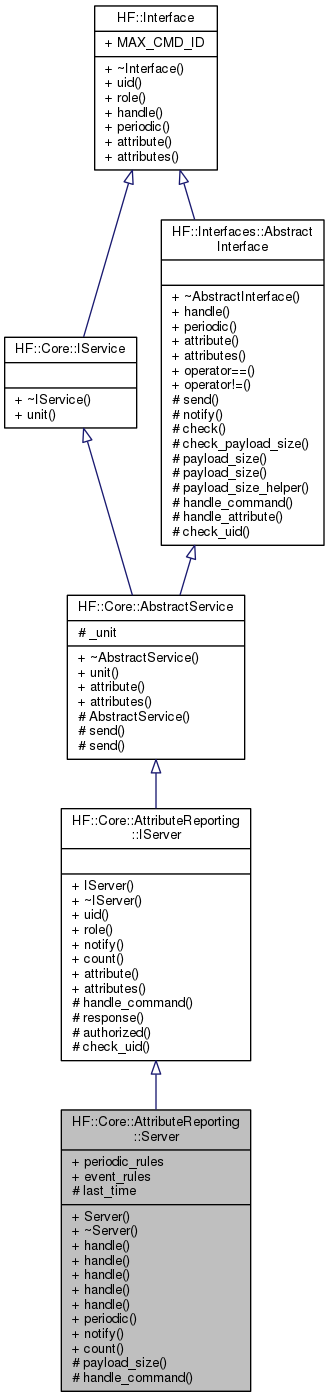 HF::Interface
+ MAX_CMD_ID
+ ~Interface()
+ uid()
+ role()
+ handle()
+ periodic()
+ attribute()
+ attributes()
HF::Interfaces::Abstract
Interface
+ ~AbstractInterface()
+ handle()
+ periodic()
+ attribute()
+ attributes()
+ operator==()
+ operator!=()
# send()
# notify()
# check()
# check_payload_size()
# payload_size()
# payload_size()
# payload_size_helper()
# handle_command()
# handle_attribute()
# check_uid()
HF::Core::IService
+ ~IService()
+ unit()
HF::Core::AbstractService
# _unit
+ ~AbstractService()
+ unit()
+ attribute()
+ attributes()
# AbstractService()
# send()
# send()
HF::Core::AttributeReporting
::IServer
+ IServer()
+ ~IServer()
+ uid()
+ role()
+ notify()
+ count()
+ attribute()
+ attributes()
# handle_command()
# response()
# authorized()
# check_uid()
HF::Core::AttributeReporting
::Server
+ periodic_rules
+ event_rules
# last_time
+ Server()
+ ~Server()
+ handle()
+ handle()
+ handle()
+ handle()
+ handle()
+ periodic()
+ notify()
+ count()
# payload_size()
# handle_command()